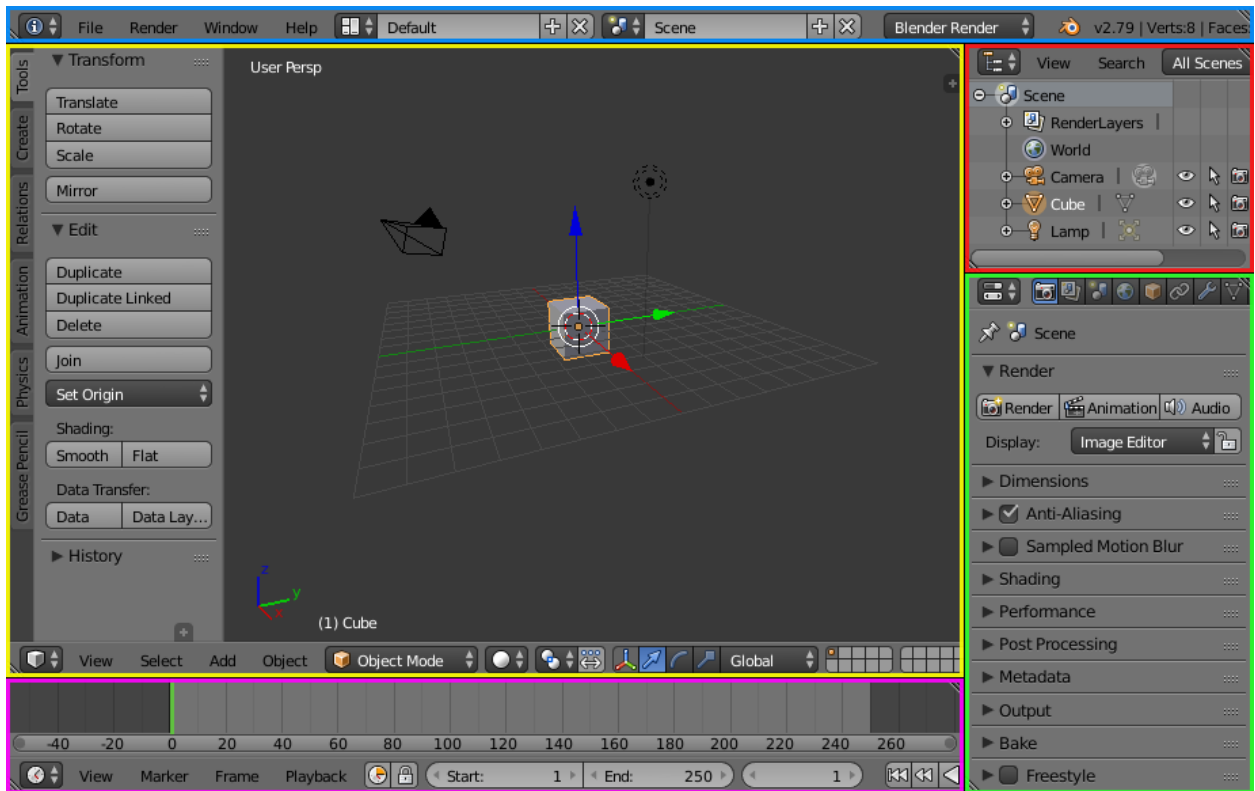 File Render Window Help Default Scene Blender Render v2.79 | Verts:8 | Faces:
Tools
Create
Relations
Animation
Physics
Grease Pencil
Transform
Translate
Rotate
Scale
Mirror
Edit
Duplicate
Duplicate Linked
Delete
Join
Set Origin
Shading:
Smooth Flat
Data Transfer:
Data Data Lay...
History
User Persp
z
y
x
(1) Cube
View Select Add Object Object Mode Global
-40 -20 0 20 40 60 80 100 120 140 160 180 200 220 240 260
View Marker Frame Playback Start: 1 End: 250 1
View Search All Scenes
Scene
RenderLayers |
World
Camera |
Cube |
Lamp |
Scene
Render
Render Animation Audio
Display: Image Editor
Dimensions
Anti-Aliasing
Sampled Motion Blur
Shading
Performance
Post Processing
Metadata
Output
Bake
Freestyle